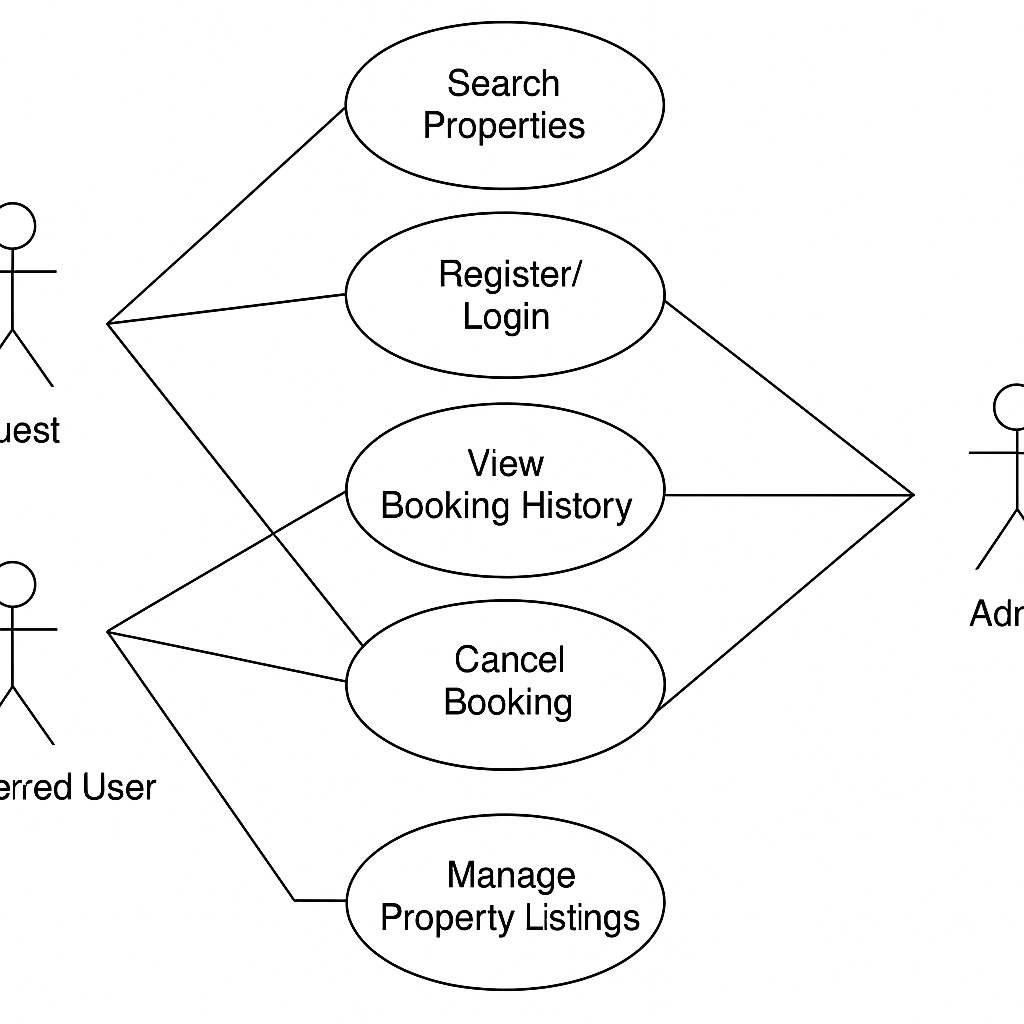 Search
Properties
Register/
Login
uest
View
Booking History
Adr
Cancel
Booking
erred User
Manage
Property Listings